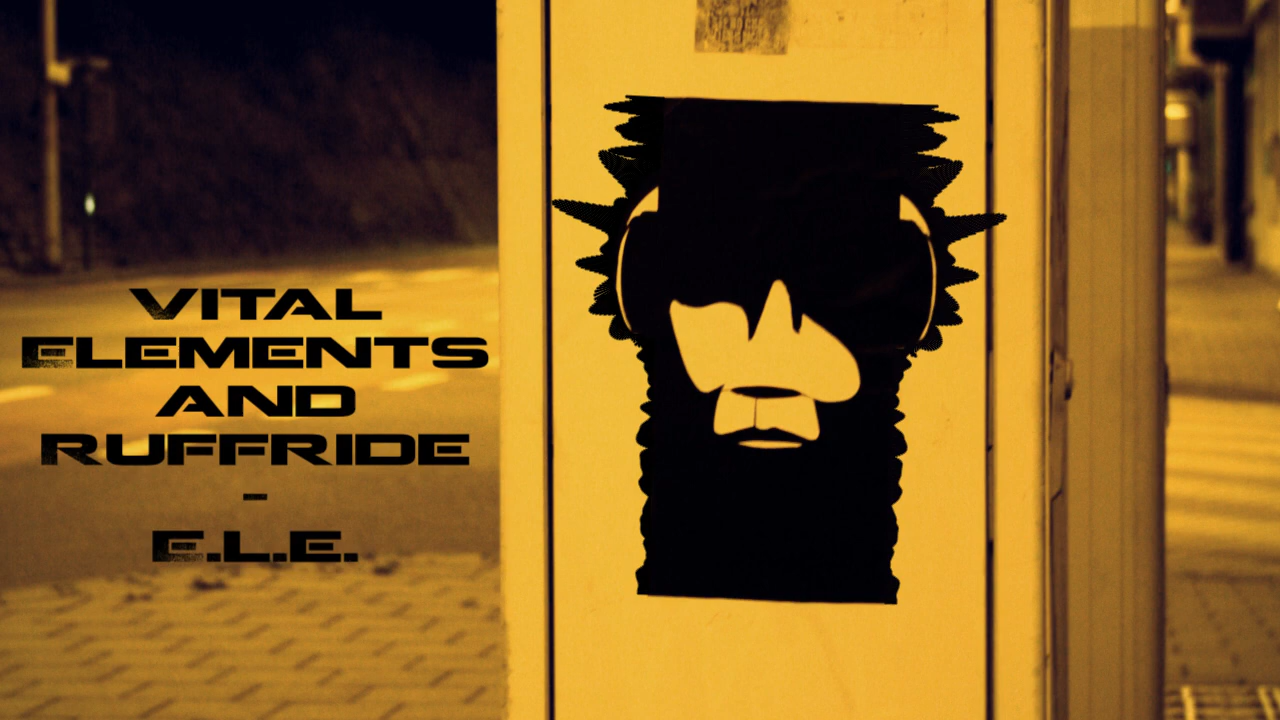 VITAL
ELEMENTS
AND
RUFFRIDE
-
E.L.E.